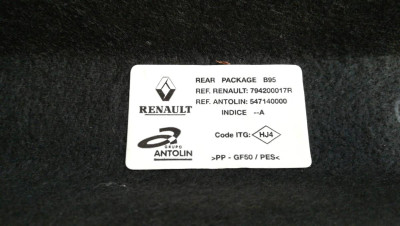 REAR PACKAGE B95
REF. RENAULT: 794200017R
REF. ANTOLIN: 547140000
INDICE --A
RENAULT
GRUPO
ANTOLIN
Code ITG: HJ4
>PP - GF50 / PES<